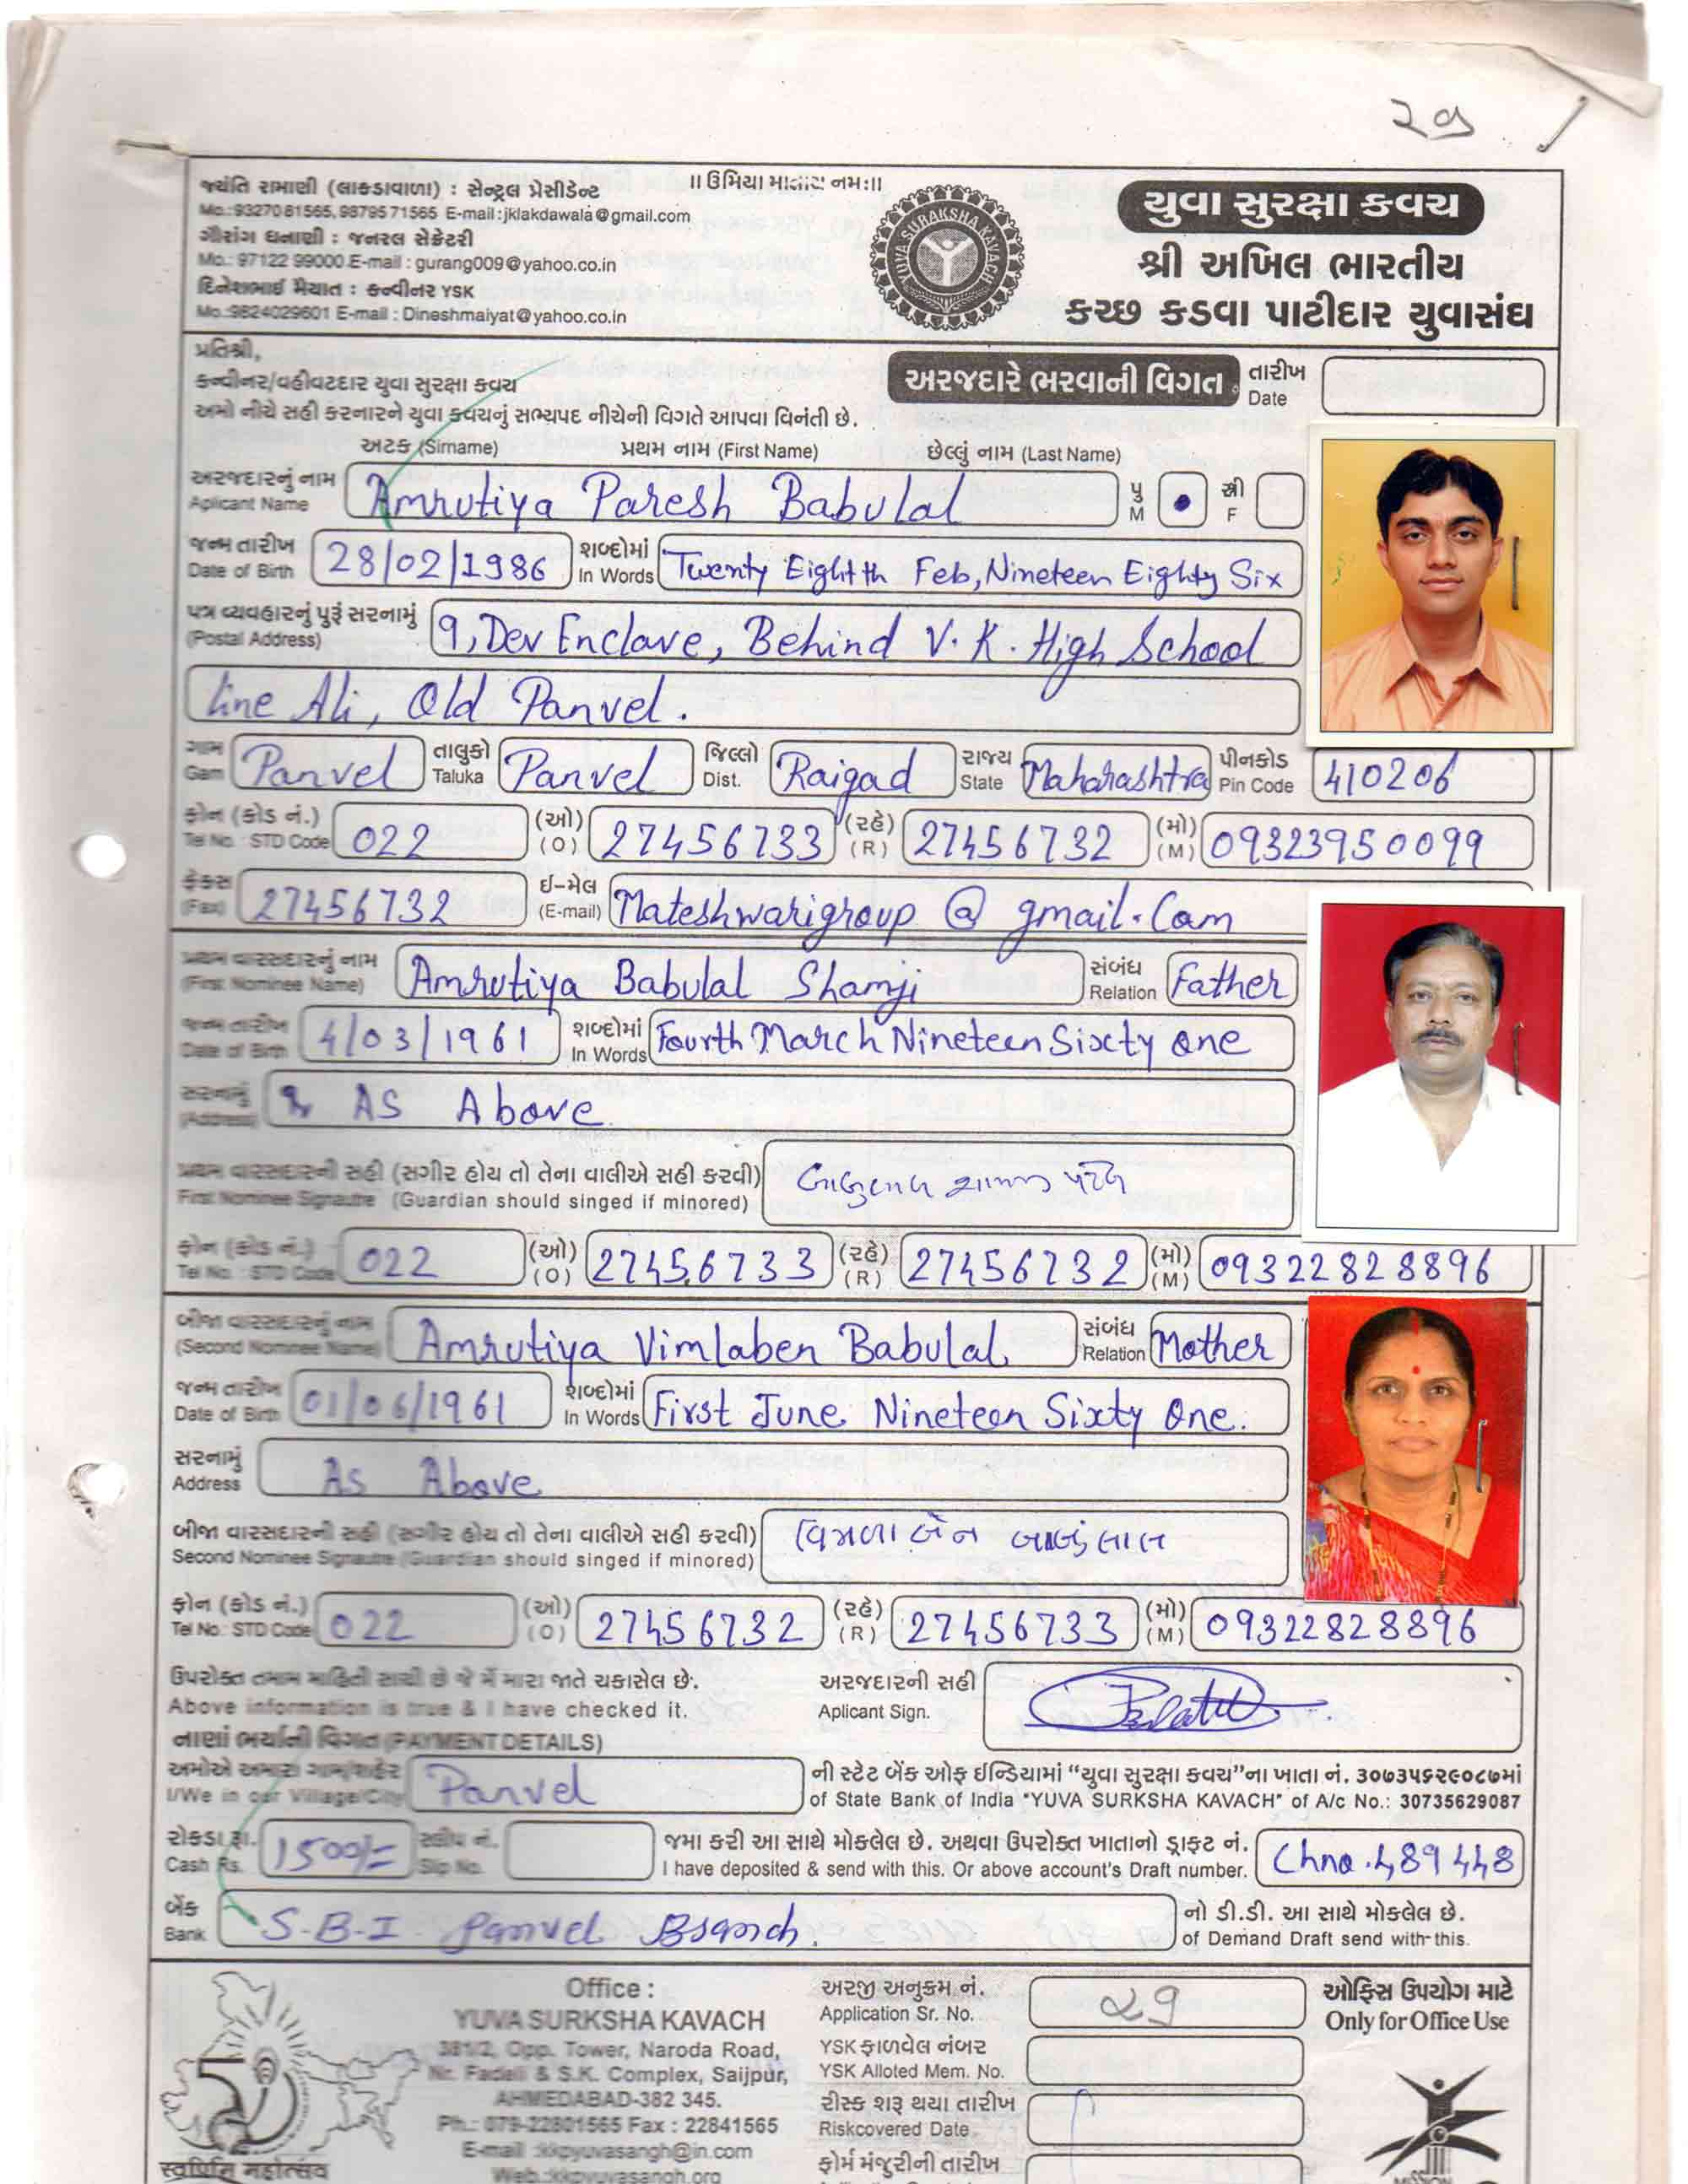 ૨૭
॥ ઉમિયા માતાય નમઃ॥
જયંતિ રામાણી (લાકડાવાળા) : સેન્ટ્રલ પ્રેસીડેન્ટ
Mo.:9327081565, 9879571565 E-mail:jklakdawala@gmail.com
ગૌરાંગ ધનાણી : જનરલ સેક્રેટરી
Mo.: 97122 99000 E-mail : gurang009@yahoo.co.in
દિનેશભાઈ મૈયાત : કન્વીનર YSK
Mo.:9824029601 E-mail : Dineshmaiyat@yahoo.co.in
YUVA SURAKSHA KAVACH
યુવા સુરક્ષા કવચ
શ્રી અખિલ ભારતીય
કચ્છ કડવા પાટીદાર યુવાસંઘ
પ્રતિશ્રી,
કન્વીનર/વહીવટદાર યુવા સુરક્ષા કવચ
અરજદારે ભરવાની વિગત. તારીખ Date
અમો નીચે સહી કરનારને યુવા કવચનું સભ્યપદ નીચેની વિગતે આપવા વિનંતી છે.
અટક (Sirname) પ્રથમ નામ (First Name) છેલ્લું નામ (Last Name)
અરજદારનું નામ Aplicant Name Amrutiya Paresh Babulal પુ M સ્ત્રી F
જન્મ તારીખ Date of Birth 28/02/1986 શબ્દોમાં In Words Twenty Eightth Feb, Nineteen Eighty Six
પત્ર વ્યવહારનું પુરૂં સરનામું (Postal Address) 9, Dev Enclave, Behind V. K. High School
line Ali, Old Panvel.
ગામ Gam Panvel તાલુકો Taluka Panvel જિલ્લો Dist. Raigad રાજ્ય State Maharashtra પીનકોડ Pin Code 410206
ફોન (કોડ નં.) Tel No. STD Code 022 (ઓ) (O) 27456733 (રહે) (R) 27456732 (મો) (M) 09323950099
ફેક્સ (Fax) 27456732 ઈ-મેલ (E-mail) Mateshwarigroup @ gmail.Com
પ્રથમ વારસદારનું નામ (First Nominee Name) Amrutiya Babulal Shamji સંબંધ Relation Father
જન્મ તારીખ Date of Birth 4/03/1961 શબ્દોમાં In Words Fourth March Nineteen Sixty One
સરનામું (Address) As Above
પ્રથમ વારસદારની સહી (સગીર હોય તો તેના વાલીએ સહી કરવી)
First Nominee Signautre (Guardian should singed if minored)
ફોન (કોડ નં.) Tel No. STD Code 022 (ઓ) (O) 27456733 (રહે) (R) 27456732 (મો) (M) 09322828896
બીજા વારસદારનું નામ (Second Nominee Name) Amrutiya Vimlaben Babulal. સંબંધ Relation Mother
જન્મ તારીખ Date of Birth 01/06/1961 શબ્દોમાં In Words First June Nineteen Sixty One.
સરનામું Address As Above
બીજા વારસદારની સહી (સગીર હોય તો તેના વાલીએ સહી કરવી) વિમળાબેન બાબુલાલ
Second Nominee Signautre (Guardian should singed if minored)
ફોન (કોડ નં.) Tel No. STD Code 022 (ઓ) (O) 27456732 (રહે) (R) 27456733 (મો) (M) 09322828896
ઉપરોક્ત તમામ માહિતી સાચી છે જે મેં મારા જાતે ચકાસેલ છે. અરજદારની સહી
Above information is true & I have checked it. Aplicant Sign.
નાણાં ભર્યાની વિગત (PAYMENT DETAILS)
અમોએ અમારા ગામ/શહેર Panvel ની સ્ટેટ બેંક ઓફ ઇન્ડિયામાં “યુવા સુરક્ષા કવચ”ના ખાતા નં. ૩૦૭૩૫૬૨૯૦૮૭માં
I/We in our Village/City of State Bank of India "YUVA SURKSHA KAVACH" of A/c No.: 30735629087
રોકડા રૂા. Cash Rs. 1500/= સ્લીપ નં. Slip No. જમા કરી આ સાથે મોકલેલ છે. અથવા ઉપરોક્ત ખાતાનો ડ્રાફ્ટ નં. Chno. 489448
I have deposited & send with this. Or above account's Draft number.
બેંક Bank S.B.I Panvel Branch. નો ડી.ડી. આ સાથે મોકલેલ છે.
of Demand Draft send with-this.
Office :
YUVA SURKSHA KAVACH
381/2, Opp. Tower, Naroda Road,
Nr. Fadeli & S.K. Complex, Saijpur,
AHMEDABAD-382 345.
Ph.: 079-22801565 Fax : 22841565
E-mail :kkpyuvasangh@in.com
Web.:kkpyuvasangh.org
સ્વર્ણિમ મહોત્સવ
અરજી અનુક્રમ નં. Application Sr. No. ૨૭
YSK ફાળવેલ નંબર YSK Alloted Mem. No.
રીસ્ક શરૂ થયા તારીખ Riskcovered Date
ફોર્મ મંજુરીની તારીખ
ઓફિસ ઉપયોગ માટે
Only for Office Use
MISSION